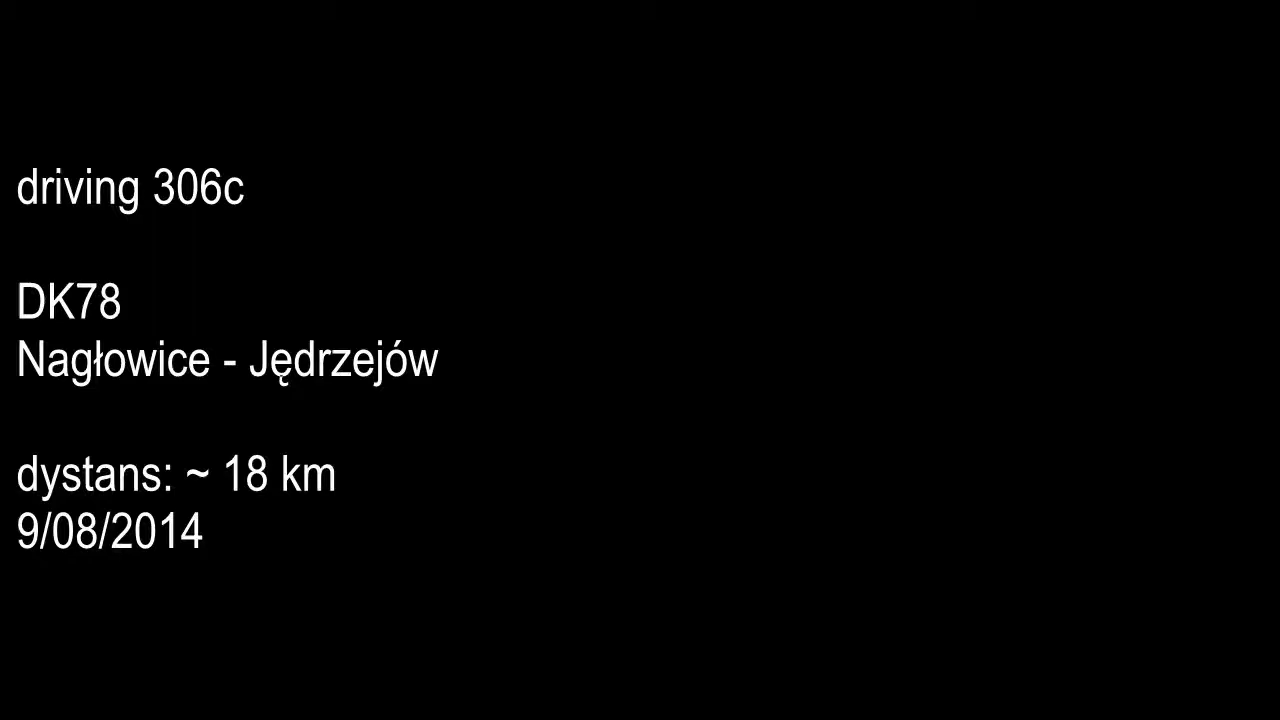 driving 306c
DK78
Nagłowice - Jędrzejów
dystans: ~ 18 km
9/08/2014